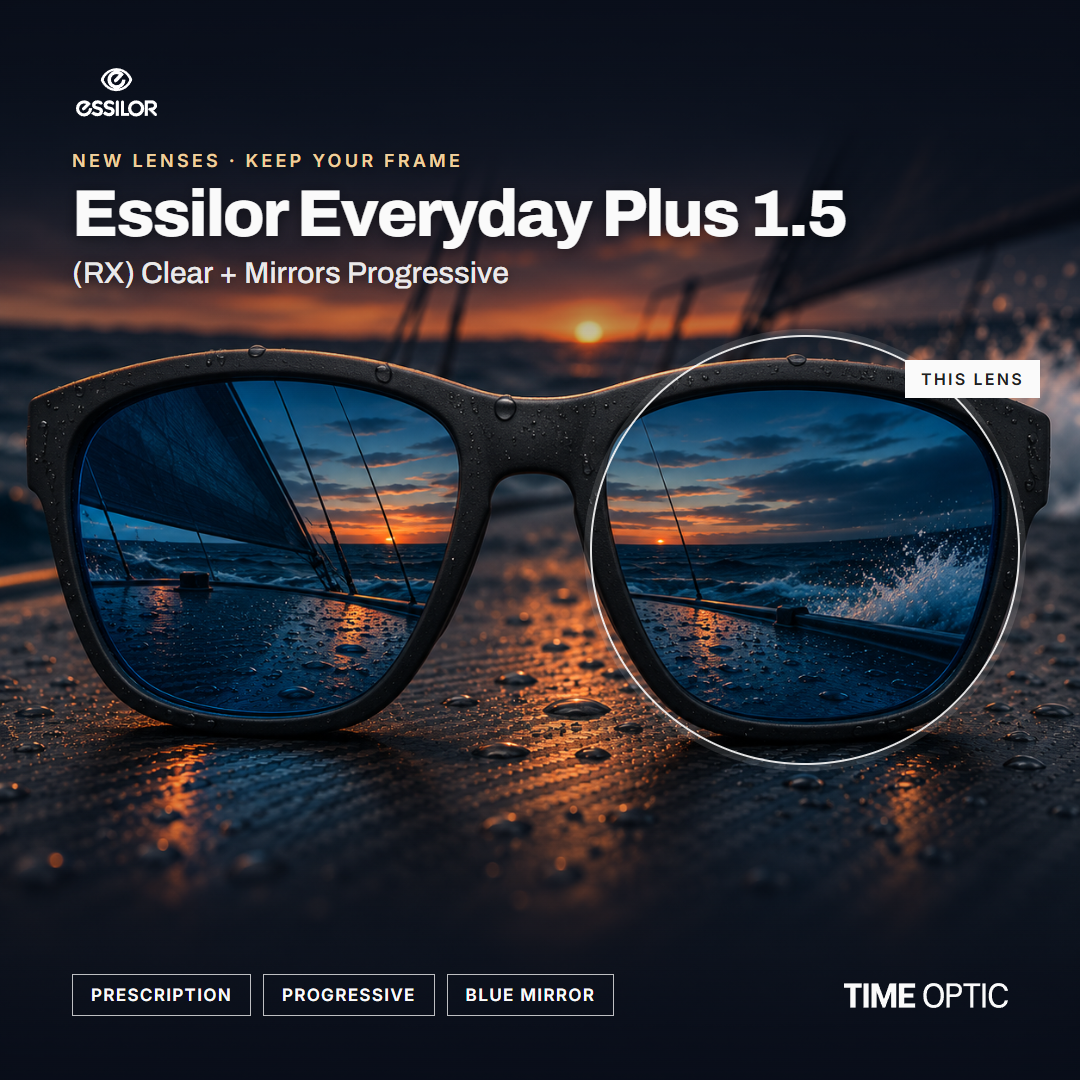 essilor
NEW LENSES · KEEP YOUR FRAME
Essilor Everyday Plus 1.5
(RX) Clear + Mirrors Progressive
THIS LENS
PRESCRIPTION
PROGRESSIVE
BLUE MIRROR
TIME OPTIC